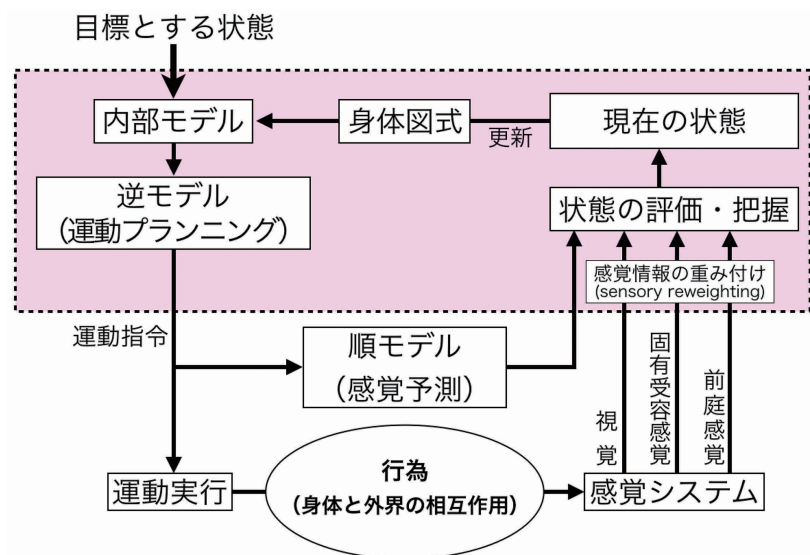 目標とする状態
内部モデル
身体図式
更新
現在の状態
逆モデル
(運動プランニング)
状態の評価・把握
感覚情報の重み付け
(sensory reweighting)
運動指令
順モデル
(感覚予測)
視覚
固有受容感覚
前庭感覚
運動実行
行為
(身体と外界の相互作用)
感覚システム